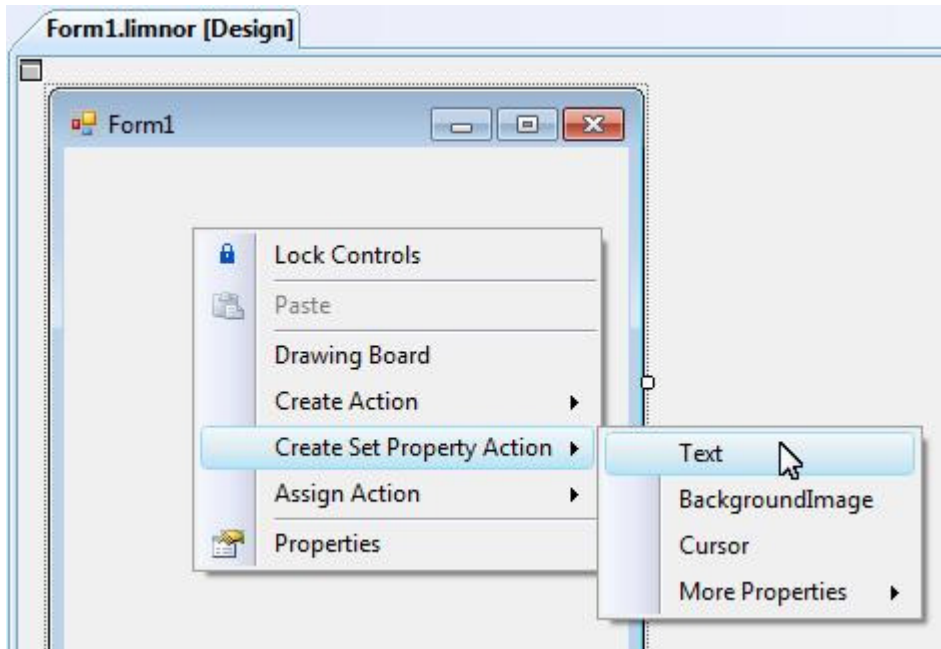 Form1.limnor [Design]
Form1
Lock Controls
Paste
Drawing Board
Create Action
Create Set Property Action
Assign Action
Properties
Text
BackgroundImage
Cursor
More Properties